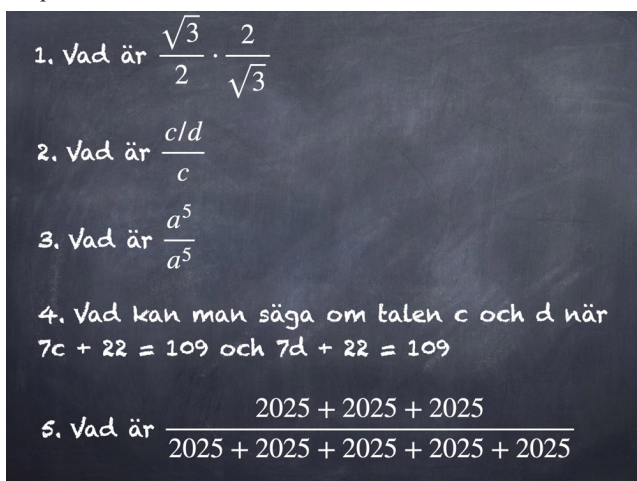 1. Vad är √3/2 · 2/√3
2. Vad är (c/d)/c
3. Vad är a⁵/a⁵
4. Vad kan man säga om talen c och d när
7c + 22 = 109 och 7d + 22 = 109
5. Vad är (2025 + 2025 + 2025)/(2025 + 2025 + 2025 + 2025 + 2025)